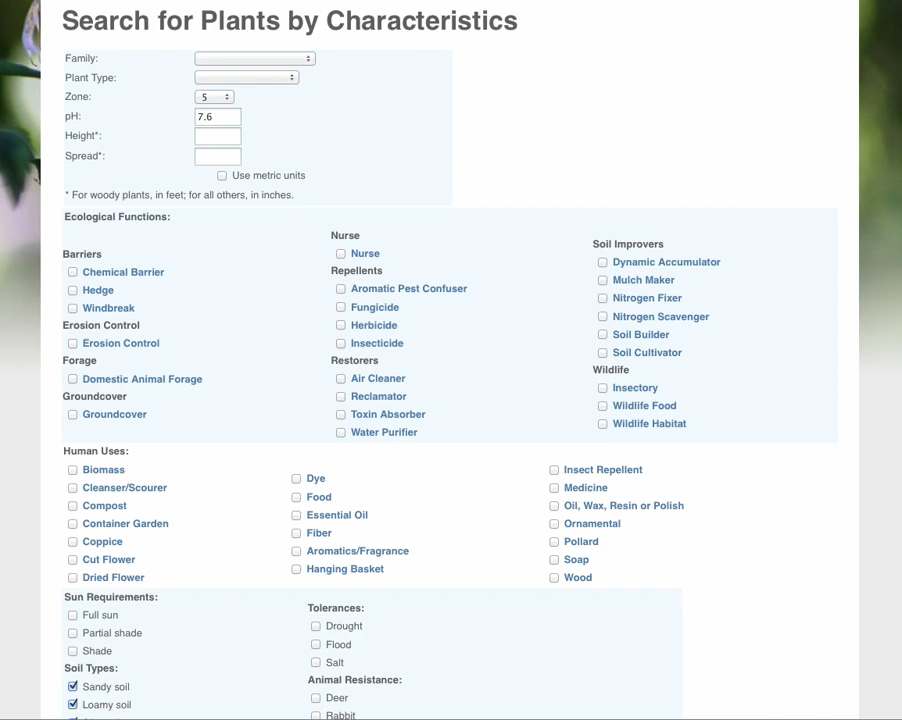 Search for Plants by Characteristics
Family:
Plant Type:
Zone: 5
pH: 7.6
Height*:
Spread*:
Use metric units
* For woody plants, in feet; for all others, in inches.
Ecological Functions:
Barriers
Chemical Barrier
Hedge
Windbreak
Erosion Control
Erosion Control
Forage
Domestic Animal Forage
Groundcover
Groundcover
Nurse
Nurse
Repellents
Aromatic Pest Confuser
Fungicide
Herbicide
Insecticide
Restorers
Air Cleaner
Reclamator
Toxin Absorber
Water Purifier
Soil Improvers
Dynamic Accumulator
Mulch Maker
Nitrogen Fixer
Nitrogen Scavenger
Soil Builder
Soil Cultivator
Wildlife
Insectory
Wildlife Food
Wildlife Habitat
Human Uses:
Biomass
Cleanser/Scourer
Compost
Container Garden
Coppice
Cut Flower
Dried Flower
Dye
Food
Essential Oil
Fiber
Aromatics/Fragrance
Hanging Basket
Insect Repellent
Medicine
Oil, Wax, Resin or Polish
Ornamental
Pollard
Soap
Wood
Sun Requirements:
Full sun
Partial shade
Shade
Soil Types:
Sandy soil
Loamy soil
Tolerances:
Drought
Flood
Salt
Animal Resistance:
Deer
Rabbit